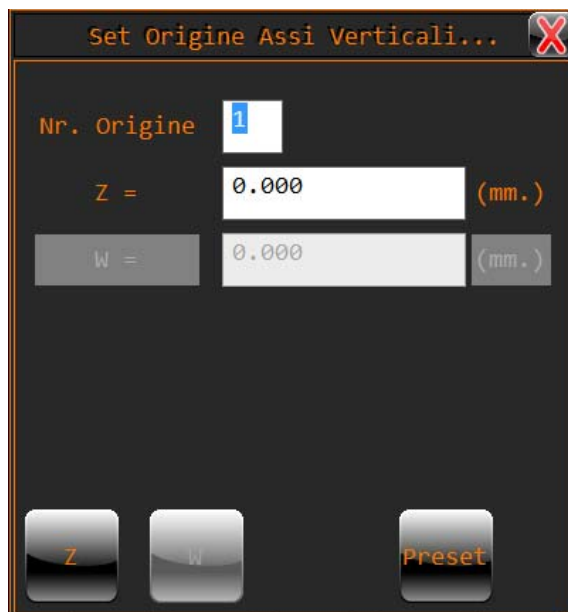 Set Origine Assi Verticali...
Nr. Origine 1
Z = 0.000 (mm.)
W = 0.000 (mm.)
Z W Preset